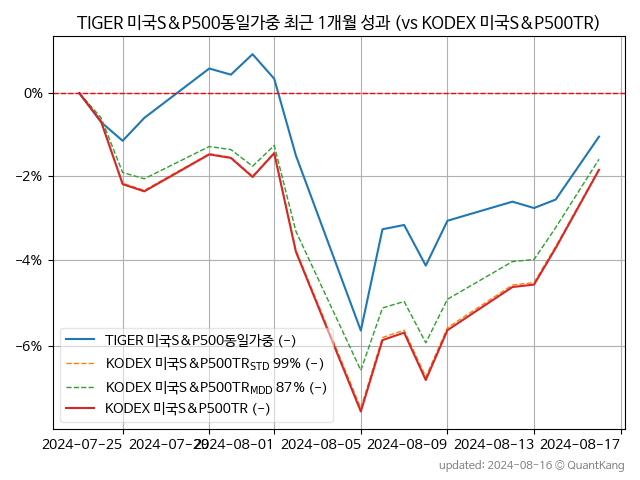 TIGER 미국S&P500동일가중 최근 1개월 성과 (vs KODEX 미국S&P500TR)
0%
−2%
−4%
−6%
TIGER 미국S&P500동일가중 (-)
KODEX 미국S&P500TR_STD 99% (-)
KODEX 미국S&P500TR_MDD 87% (-)
KODEX 미국S&P500TR (-)
2024-07-25 2024-07-29 2024-08-01 2024-08-05 2024-08-09 2024-08-13 2024-08-17
updated: 2024-08-16 © QuantKang